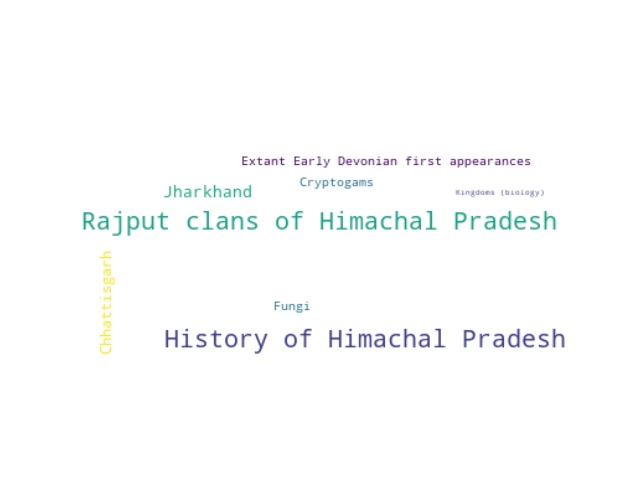 Extant Early Devonian first appearances
Cryptogams
Jharkhand
Kingdoms (biology)
Rajput clans of Himachal Pradesh
Chhattisgarh
Fungi
History of Himachal Pradesh